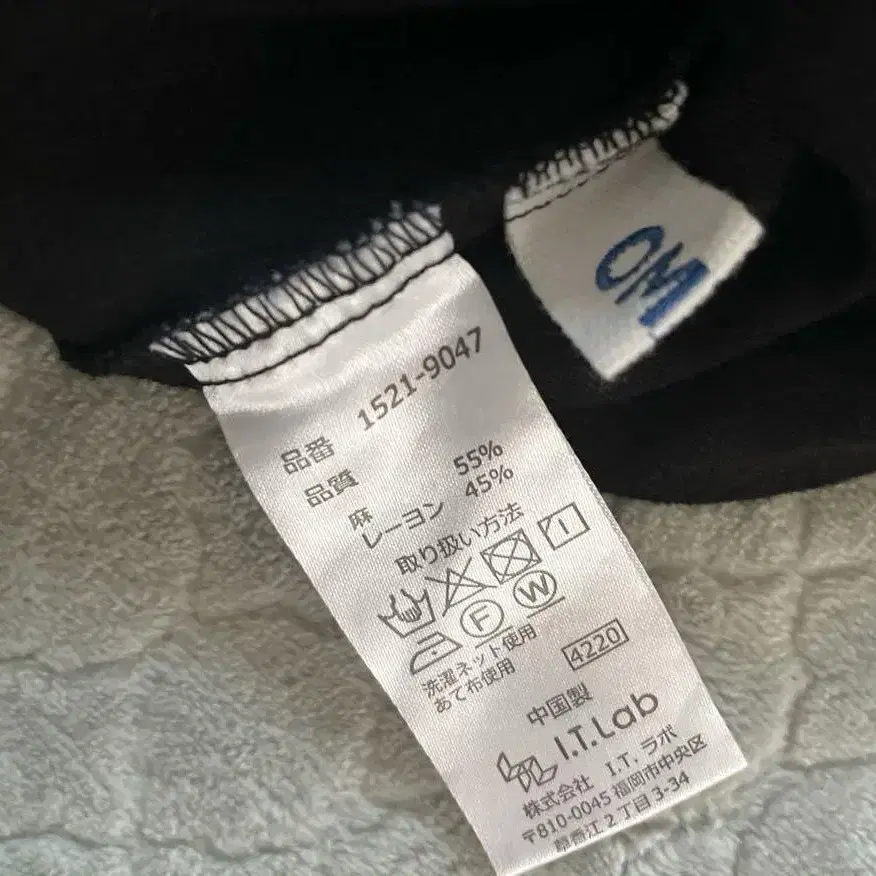 品番 1521-9047
品質
麻 55%
レーヨン 45%
取り扱い方法
F W
洗濯ネット使用
あて布使用
4220
中国製
I.T.Lab
株式会社 I.T. ラボ
〒810-0045 福岡市中央区
草香江2丁目3-34